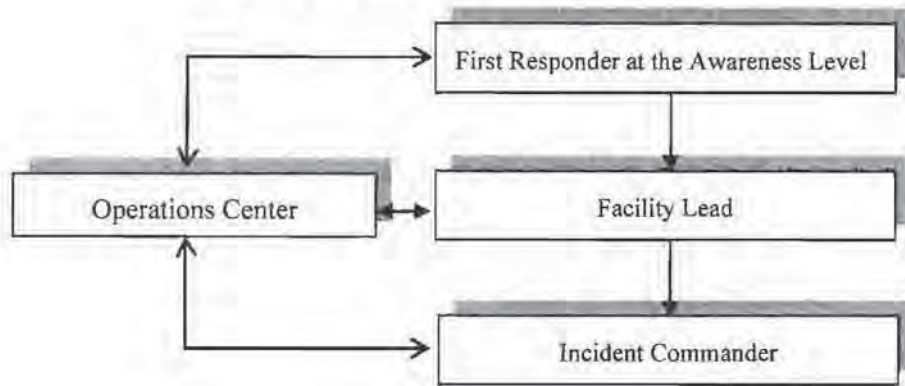 First Responder at the Awareness Level
Operations Center
Facility Lead
Incident Commander